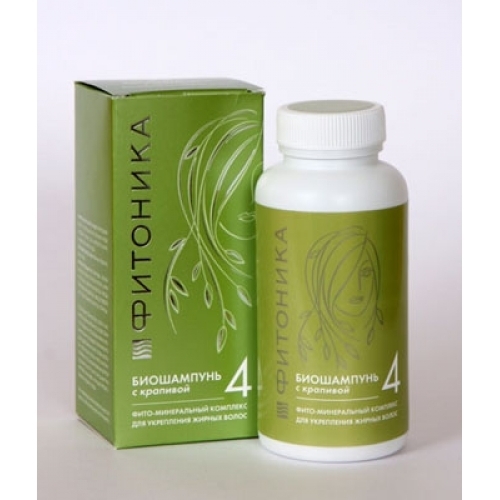 ФИТОНИКА
БИОШАМПУНЬ
с крапивой
4
ФИТО-МИНЕРАЛЬНЫЙ КОМПЛЕКС
ДЛЯ УКРЕПЛЕНИЯ ЖИРНЫХ ВОЛОС
ФИТОНИКА
БИОШАМПУНЬ
с крапивой
4
ФИТО-МИНЕРАЛЬНЫЙ КОМПЛЕКС
ДЛЯ УКРЕПЛЕНИЯ ЖИРНЫХ ВОЛОС